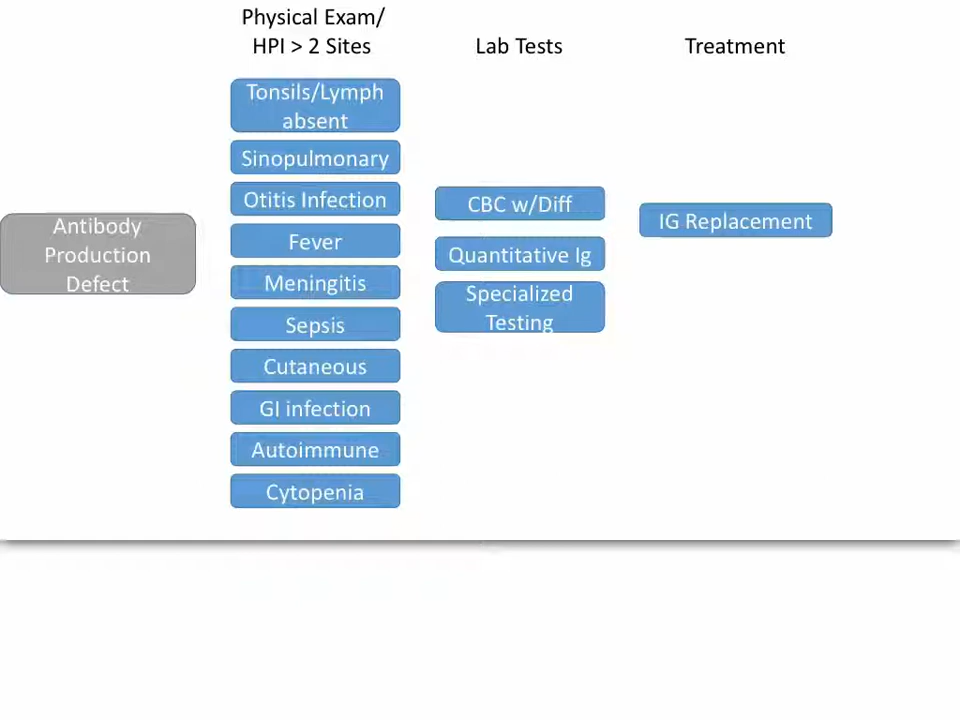 Physical Exam/
HPI > 2 Sites
Lab Tests
Treatment
Tonsils/Lymph
absent
Sinopulmonary
Otitis Infection
Fever
Meningitis
Sepsis
Cutaneous
GI infection
Autoimmune
Cytopenia
Antibody
Production
Defect
CBC w/Diff
Quantitative Ig
Specialized
Testing
IG Replacement